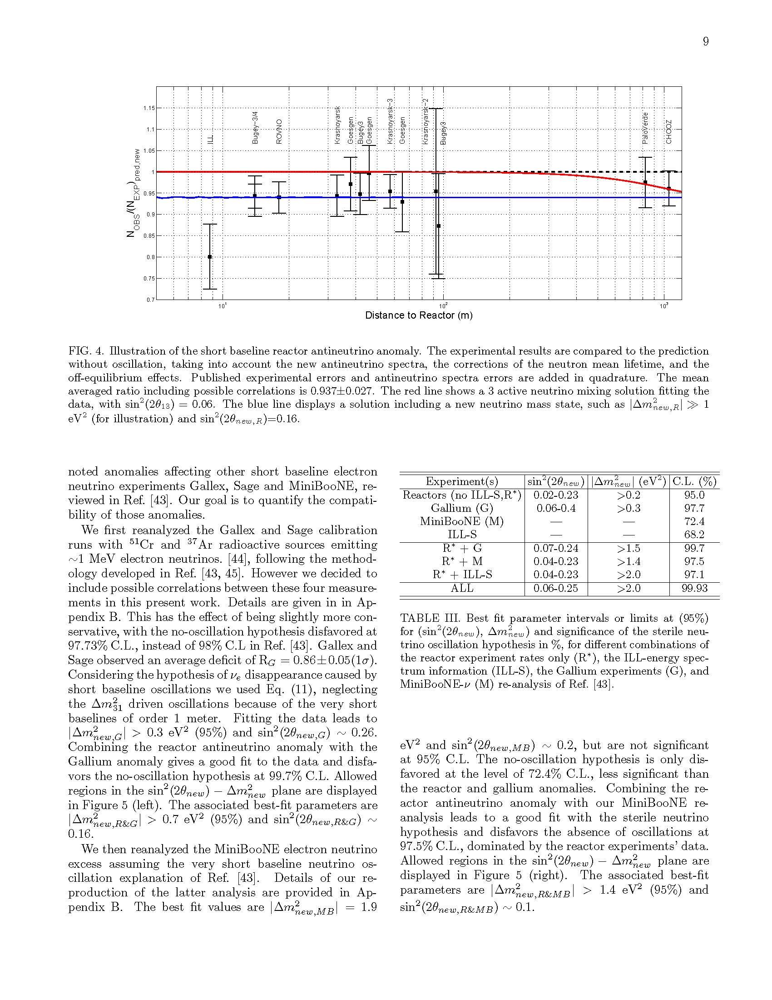 9
1.15
1.1
1.05
1
0.95
0.9
0.85
0.8
0.75
0.7
N_OBS/(N_EXP)_pred,new
ILL
Bugey−3/4
ROVNO
Krasnoyarsk
Goesgen
Bugey3
Goesgen
Krasnoyarsk−3
Goesgen
Krasnoyarsk−2
Bugey3
PaloVerde
CHOOZ
10^1
10^2
10^3
Distance to Reactor (m)
FIG. 4. Illustration of the short baseline reactor antineutrino anomaly. The experimental results are compared to the prediction
without oscillation, taking into account the new antineutrino spectra, the corrections of the neutron mean lifetime, and the
off-equilibrium effects. Published experimental errors and antineutrino spectra errors are added in quadrature. The mean
averaged ratio including possible correlations is 0.937±0.027. The red line shows a 3 active neutrino mixing solution fitting the
data, with sin²(2θ₁₃) = 0.06. The blue line displays a solution including a new neutrino mass state, such as |Δm²_new,R| ≫ 1
eV² (for illustration) and sin²(2θ_new,R)=0.16.
noted anomalies affecting other short baseline electron
neutrino experiments Gallex, Sage and MiniBooNE, re-
viewed in Ref. [43]. Our goal is to quantify the compati-
bility of those anomalies.
We first reanalyzed the Gallex and Sage calibration
runs with ⁵¹Cr and ³⁷Ar radioactive sources emitting
∼1 MeV electron neutrinos. [44], following the method-
ology developed in Ref. [43, 45]. However we decided to
include possible correlations between these four measure-
ments in this present work. Details are given in in Ap-
pendix B. This has the effect of being slightly more con-
servative, with the no-oscillation hypothesis disfavored at
97.73% C.L., instead of 98% C.L in Ref. [43]. Gallex and
Sage observed an average deficit of R_G = 0.86±0.05(1σ).
Considering the hypothesis of ν_e disappearance caused by
short baseline oscillations we used Eq. (11), neglecting
the Δm²₃₁ driven oscillations because of the very short
baselines of order 1 meter. Fitting the data leads to
|Δm²_new,G| > 0.3 eV² (95%) and sin²(2θ_new,G) ∼ 0.26.
Combining the reactor antineutrino anomaly with the
Gallium anomaly gives a good fit to the data and disfa-
vors the no-oscillation hypothesis at 99.7% C.L. Allowed
regions in the sin²(2θ_new) − Δm²_new plane are displayed
in Figure 5 (left). The associated best-fit parameters are
|Δm²_new,R&G| > 0.7 eV² (95%) and sin²(2θ_new,R&G) ∼
0.16.
We then reanalyzed the MiniBooNE electron neutrino
excess assuming the very short baseline neutrino os-
cillation explanation of Ref. [43]. Details of our re-
production of the latter analysis are provided in Ap-
pendix B. The best fit values are |Δm²_new,MB| = 1.9
Experiment(s) sin²(2θ_new) |Δm²_new| (eV²) C.L. (%)
Reactors (no ILL-S,R*) 0.02-0.23 >0.2 95.0
Gallium (G) 0.06-0.4 >0.3 97.7
MiniBooNE (M) — — 72.4
ILL-S — — 68.2
R* + G 0.07-0.24 >1.5 99.7
R* + M 0.04-0.23 >1.4 97.5
R* + ILL-S 0.04-0.23 >2.0 97.1
ALL 0.06-0.25 >2.0 99.93
TABLE III. Best fit parameter intervals or limits at (95%)
for (sin²(2θ_new), Δm²_new) and significance of the sterile neu-
trino oscillation hypothesis in %, for different combinations of
the reactor experiment rates only (R*), the ILL-energy spec-
trum information (ILL-S), the Gallium experiments (G), and
MiniBooNE-ν (M) re-analysis of Ref. [43].
eV² and sin²(2θ_new,MB) ∼ 0.2, but are not significant
at 95% C.L. The no-oscillation hypothesis is only dis-
favored at the level of 72.4% C.L., less significant than
the reactor and gallium anomalies. Combining the re-
actor antineutrino anomaly with our MiniBooNE re-
analysis leads to a good fit with the sterile neutrino
hypothesis and disfavors the absence of oscillations at
97.5% C.L., dominated by the reactor experiments' data.
Allowed regions in the sin²(2θ_new) − Δm²_new plane are
displayed in Figure 5 (right). The associated best-fit
parameters are |Δm²_new,R&MB| > 1.4 eV² (95%) and
sin²(2θ_new,R&MB) ∼ 0.1.